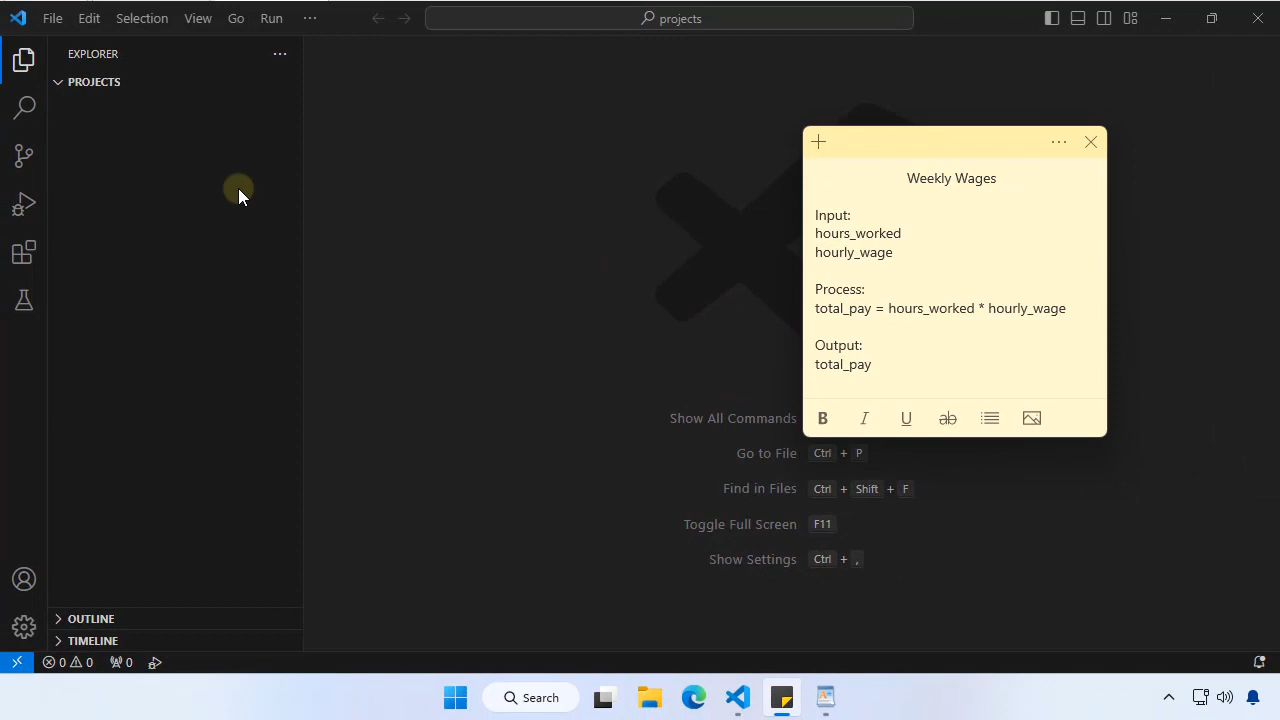 File Edit Selection View Go Run ···
projects
EXPLORER ···
PROJECTS
Weekly Wages
Input:
hours_worked
hourly_wage
Process:
total_pay = hours_worked * hourly_wage
Output:
total_pay
B I U ab
Show All Commands
Go to File Ctrl + P
Find in Files Ctrl + Shift + F
Toggle Full Screen F11
Show Settings Ctrl + ,
OUTLINE
TIMELINE
0 0 0
Search